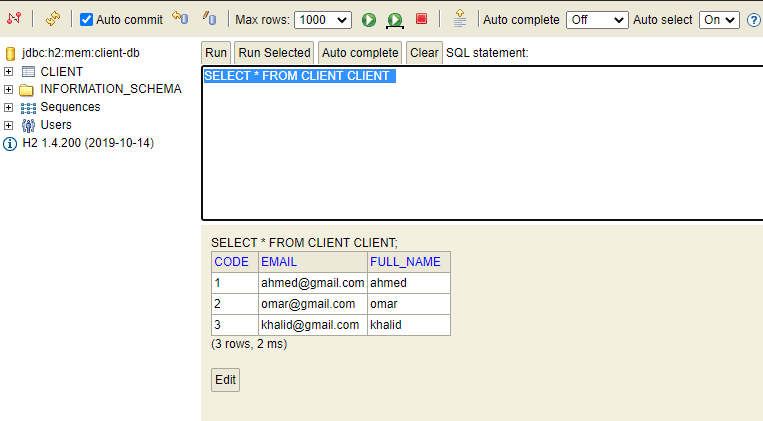 Auto commit Max rows: 1000 Auto complete Off Auto select On ?
jdbc:h2:mem:client-db
CLIENT
INFORMATION_SCHEMA
Sequences
Users
H2 1.4.200 (2019-10-14)
Run Run Selected Auto complete Clear SQL statement:
SELECT * FROM CLIENT CLIENT
SELECT * FROM CLIENT CLIENT;
CODE EMAIL FULL_NAME
1 ahmed@gmail.com ahmed
2 omar@gmail.com omar
3 khalid@gmail.com khalid
(3 rows, 2 ms)
Edit